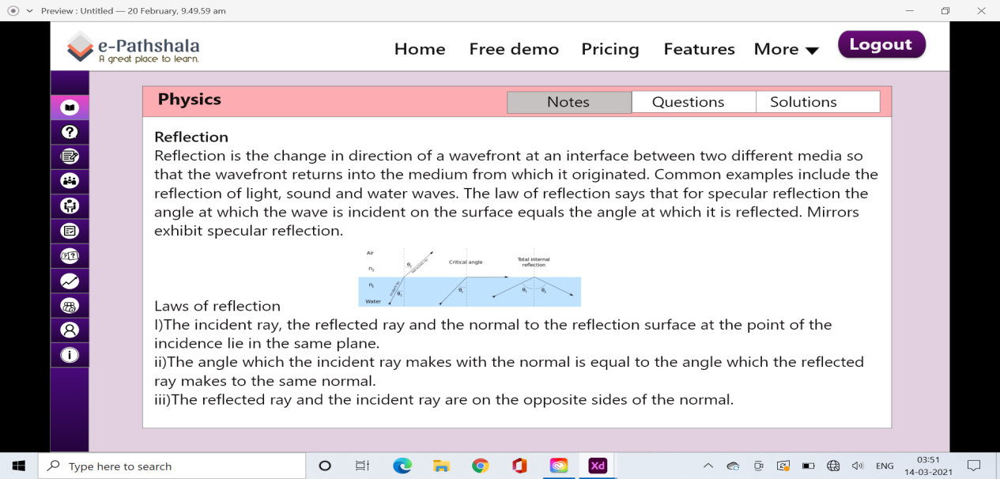 Preview : Untitled — 20 February, 9.49.59 am
e-Pathshala
A great place to learn.
Home Free demo Pricing Features More Logout
Physics Notes Questions Solutions
Reflection
Reflection is the change in direction of a wavefront at an interface between two different media so
that the wavefront returns into the medium from which it originated. Common examples include the
reflection of light, sound and water waves. The law of reflection says that for specular reflection the
angle at which the wave is incident on the surface equals the angle at which it is reflected. Mirrors
exhibit specular reflection.
Air
n₂
n₁
Water
θ₂
Refracted ray
Incident ray
θ₁
Critical angle
Total internal
reflection
Laws of reflection
I)The incident ray, the reflected ray and the normal to the reflection surface at the point of the
incidence lie in the same plane.
ii)The angle which the incident ray makes with the normal is equal to the angle which the reflected
ray makes to the same normal.
iii)The reflected ray and the incident ray are on the opposite sides of the normal.
Type here to search
Xd
ENG
03:51
14-03-2021